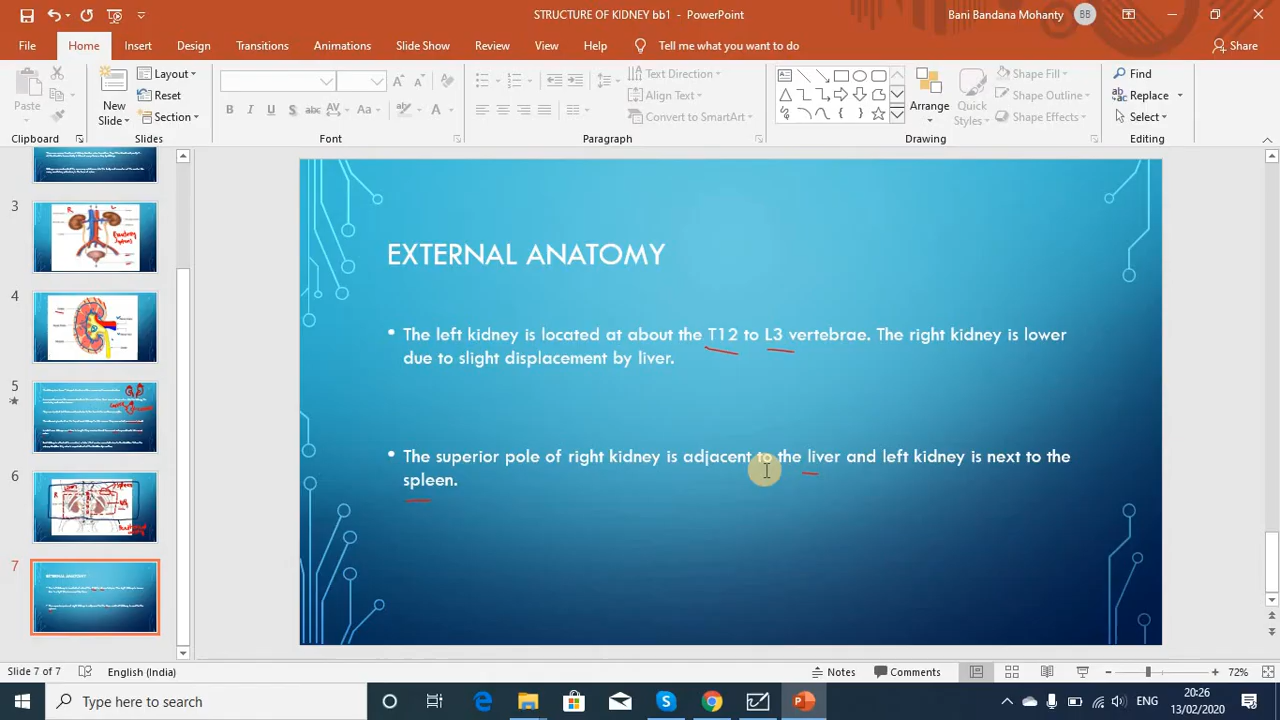 STRUCTURE OF KIDNEY bb1 - PowerPoint
Bani Bandana Mohanty
BB
File
Home
Insert
Design
Transitions
Animations
Slide Show
Review
View
Help
Tell me what you want to do
Share
Paste
New
Slide
Layout
Reset
Section
Text Direction
Align Text
Convert to SmartArt
Arrange
Quick
Styles
Shape Fill
Shape Outline
Shape Effects
Find
Replace
Select
Clipboard
Slides
Font
Paragraph
Drawing
Editing
3
4
5
6
7
EXTERNAL ANATOMY
• The left kidney is located at about the T12 to L3 vertebrae. The right kidney is lower
due to slight displacement by liver.
• The superior pole of right kidney is adjacent to the liver and left kidney is next to the
spleen.
Slide 7 of 7
English (India)
Notes
Comments
72%
Type here to search
ENG
20:26
13/02/2020